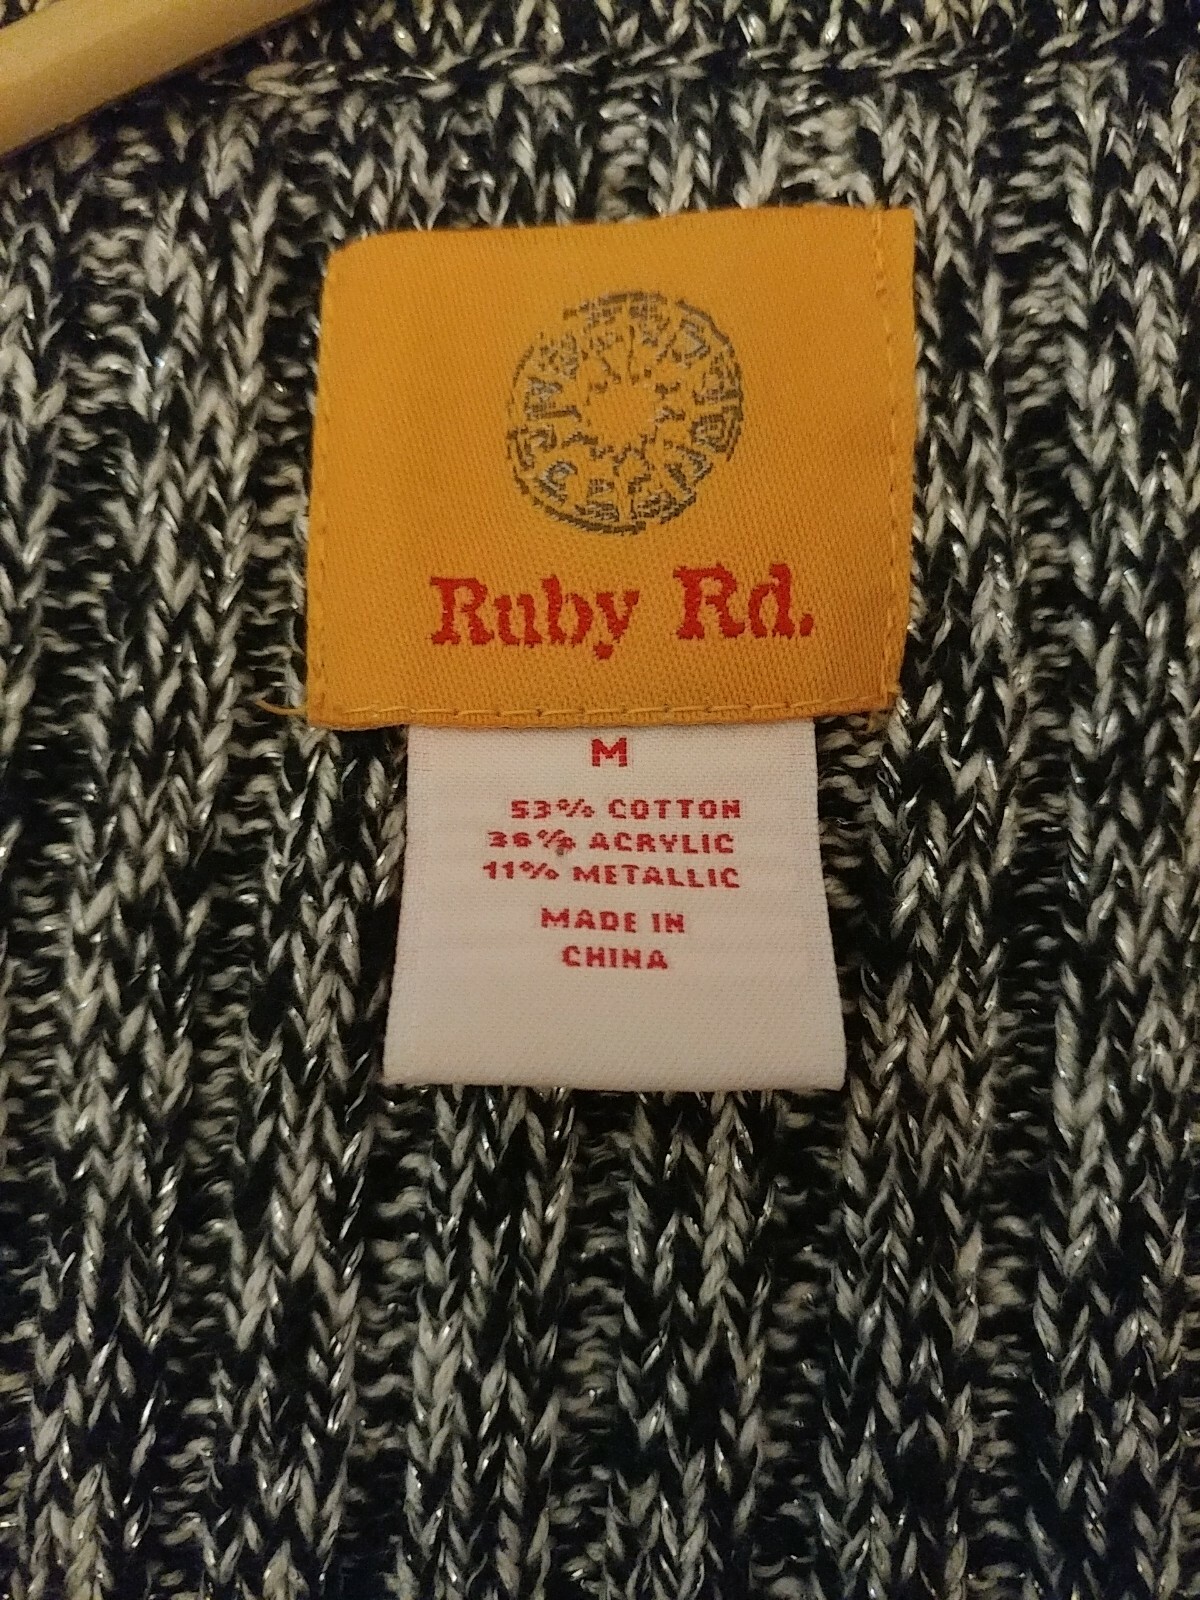 Ruby Rd.
M
53% COTTON
36% ACRYLIC
11% METALLIC
MADE IN
CHINA